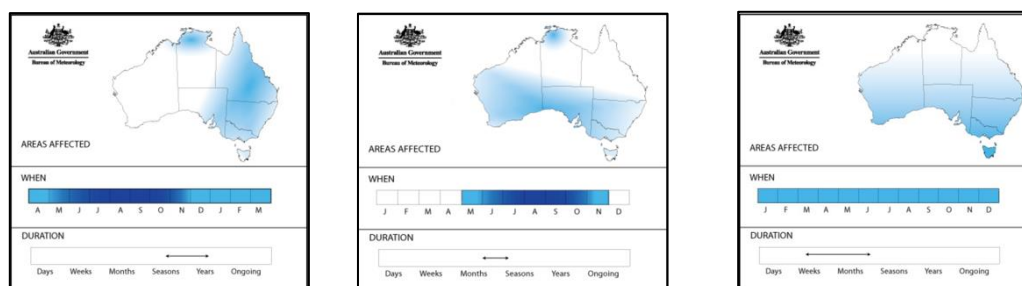 Australian Government
Bureau of Meteorology
AREAS AFFECTED
WHEN
A M J J A S O N D J F M
DURATION
Days Weeks Months Seasons Years Ongoing
Australian Government
Bureau of Meteorology
AREAS AFFECTED
WHEN
J F M A M J J A S O N D
DURATION
Days Weeks Months Seasons Years Ongoing
Australian Government
Bureau of Meteorology
AREAS AFFECTED
WHEN
J F M A M J J A S O N D
DURATION
Days Weeks Months Seasons Years Ongoing